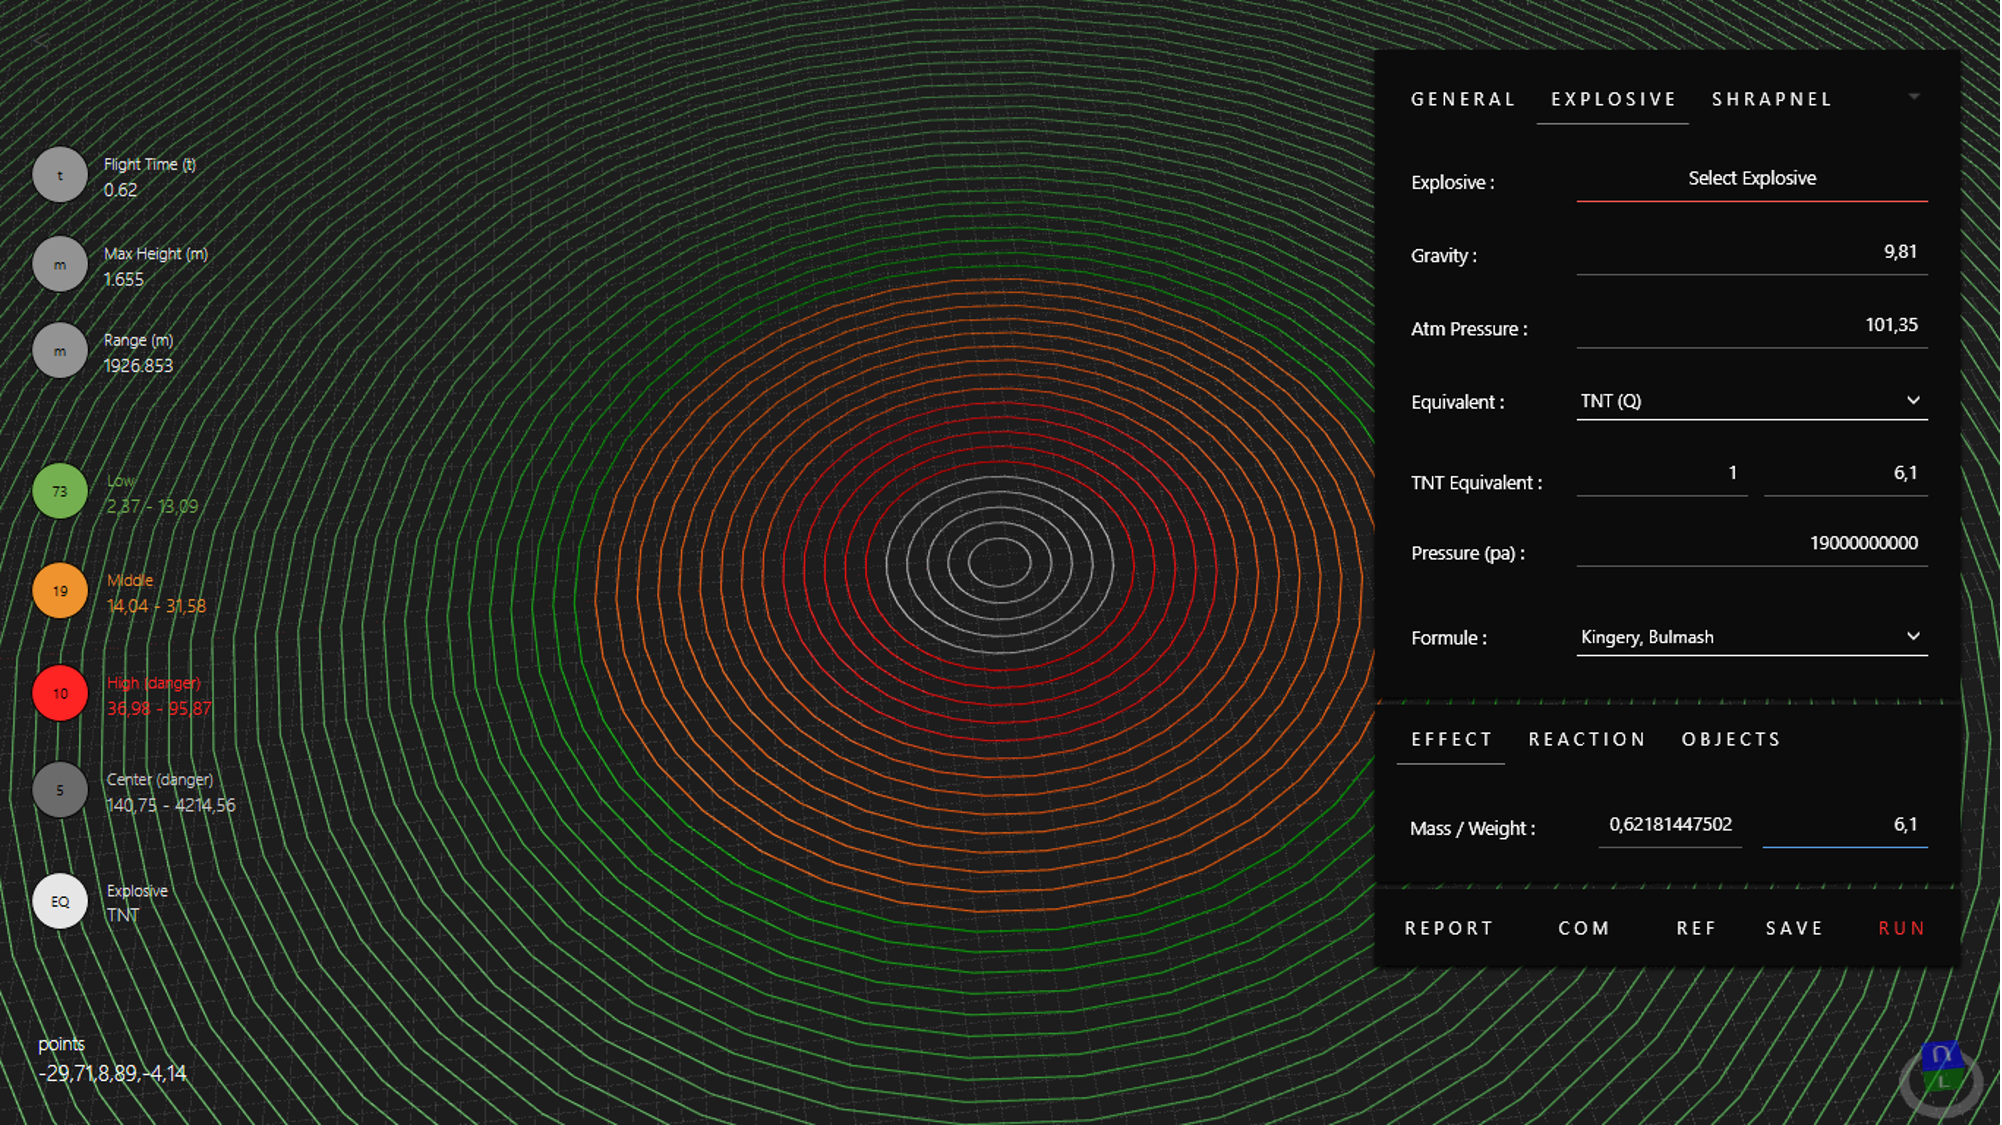 GENERAL EXPLOSIVE SHRAPNEL
Explosive : Select Explosive
Gravity : 9,81
Atm Pressure : 101,35
Equivalent : TNT (Q)
TNT Equivalent : 1 6,1
Pressure (pa) : 19000000000
Formule : Kingery, Bulmash
EFFECT REACTION OBJECTS
Mass / Weight : 0,62181447502 6,1
REPORT COM REF SAVE RUN
t Flight Time (t)
0.62
m Max Height (m)
1.655
m Range (m)
1926.853
73 Low
2,37 - 13,09
19 Middle
14,04 - 31,58
10 High (danger)
36,98 - 95,87
5 Center (danger)
140,75 - 4214,56
EQ Explosive
TNT
points
-29,71,8,89,-4,14